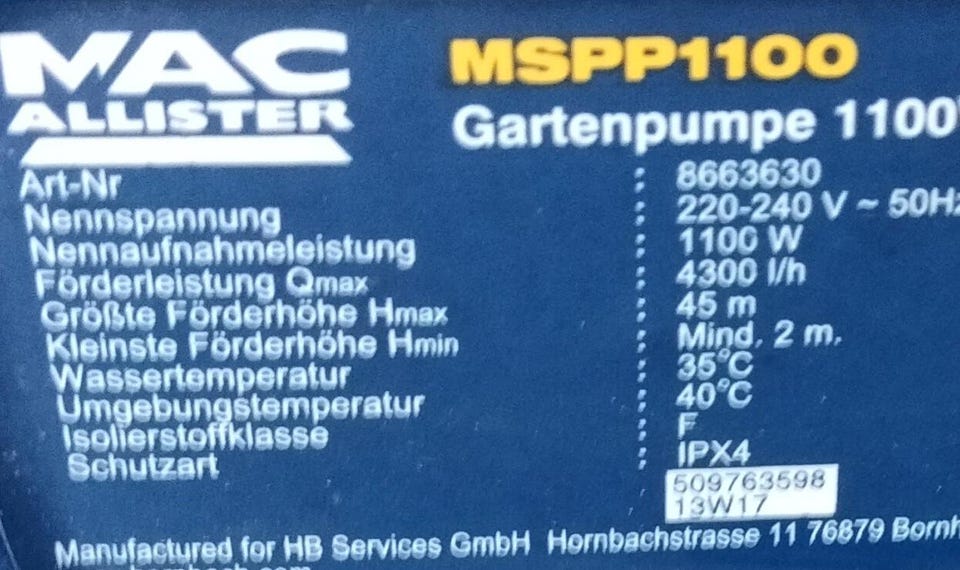 MAC
ALLISTER
MSPP1100
Gartenpumpe 1100
Art-Nr : 8663630
Nennspannung : 220-240 V ~ 50Hz
Nennaufnahmeleistung : 1100 W
Förderleistung Qmax : 4300 l/h
Größte Förderhöhe Hmax : 45 m
Kleinste Förderhöhe Hmin : Mind. 2 m.
Wassertemperatur : 35°C
Umgebungstemperatur : 40°C
Isolierstoffklasse : F
Schutzart : IPX4
509763598
13W17
Manufactured for HB Services GmbH Hornbachstrasse 11 76879 Bornh